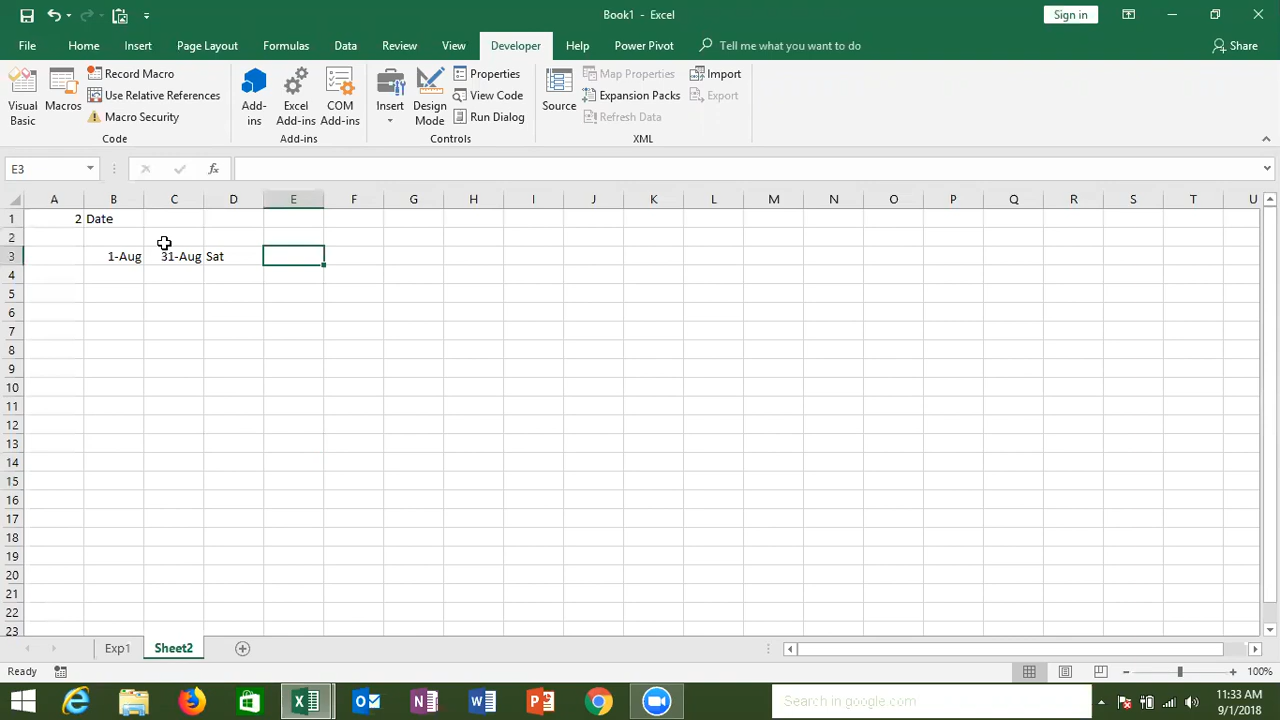 Book1 - Excel
Sign in
File Home Insert Page Layout Formulas Data Review View Developer Help Power Pivot Tell me what you want to do Share
Visual Basic
Macros
Record Macro
Use Relative References
Macro Security
Code
Add-ins
Excel Add-ins
COM Add-ins
Add-ins
Insert
Design Mode
Properties
View Code
Run Dialog
Controls
Source
Map Properties
Expansion Packs
Refresh Data
Import
Export
XML
E3
fx
A B C D E F G H I J K L M N O P Q R S T U
1 2 Date
2
3 1-Aug 31-Aug Sat
4
5
6
7
8
9
10
11
12
13
14
15
16
17
18
19
20
21
22
23
Exp1 Sheet2
Ready 100%
Search in google.com
11:33 AM
9/1/2018